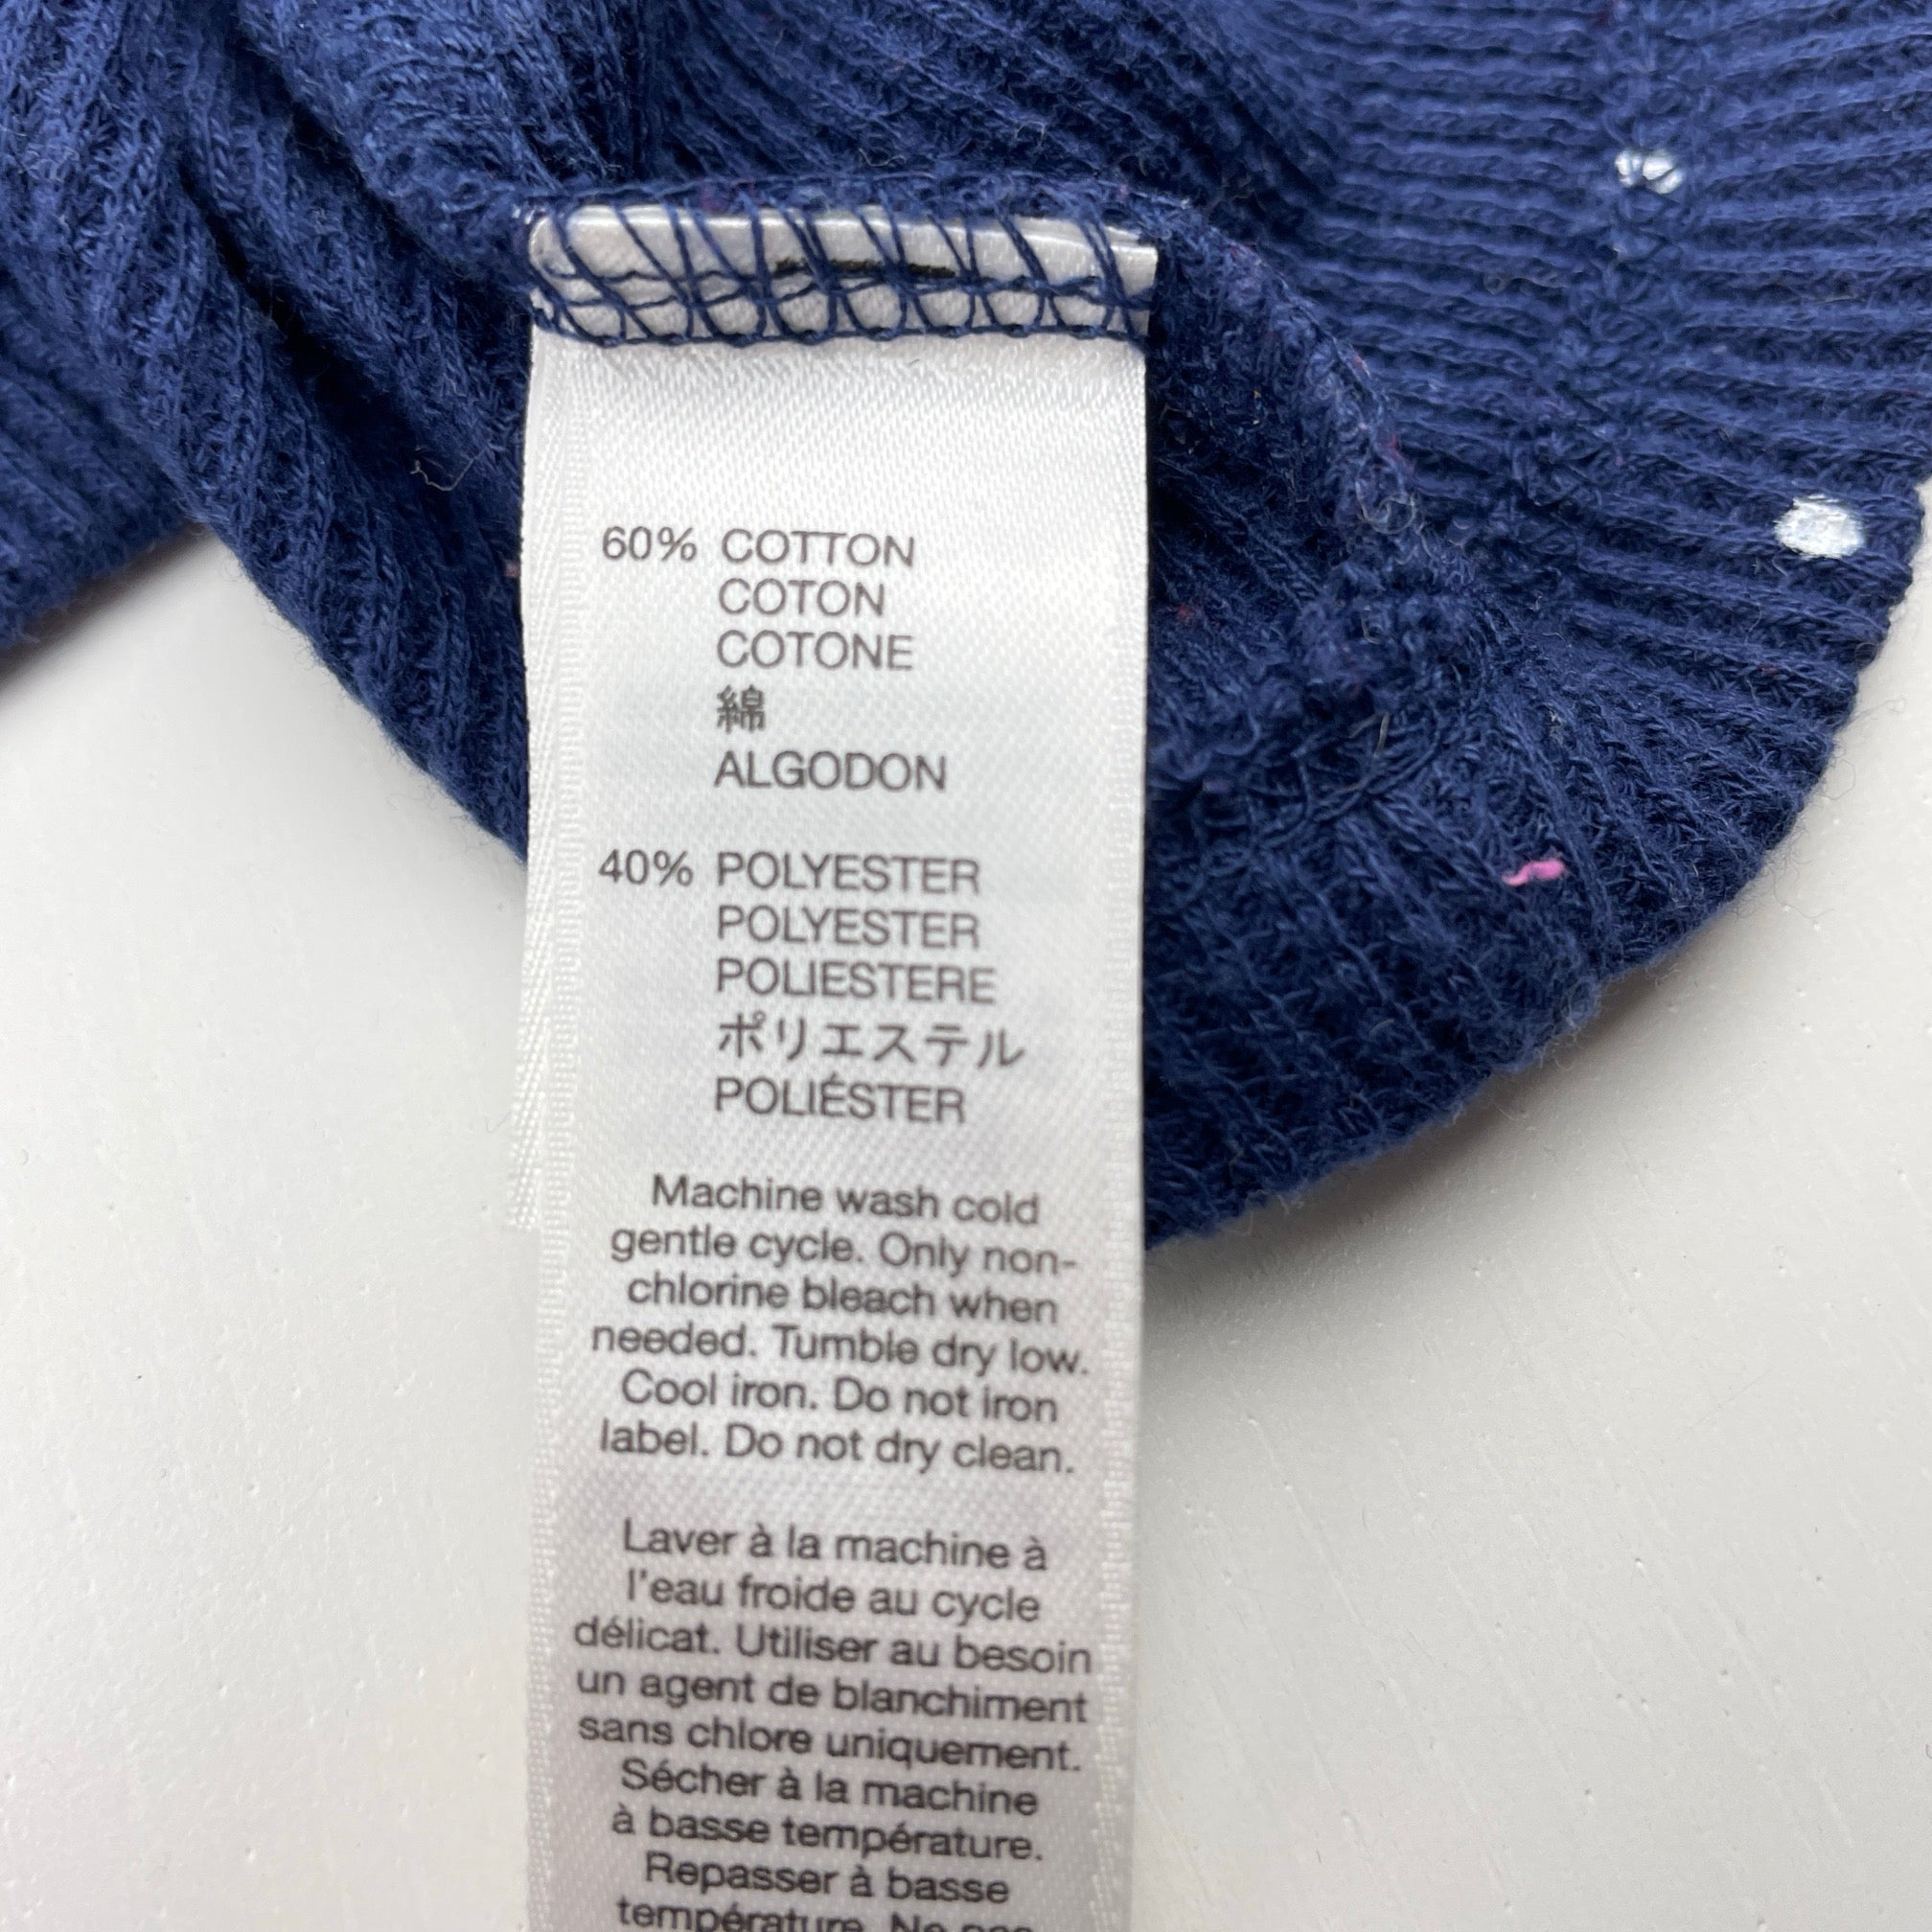 60% COTTON
COTON
COTONE
綿
ALGODON
40% POLYESTER
POLYESTER
POLIESTERE
ポリエステル
POLIÉSTER
Machine wash cold
gentle cycle. Only non-
chlorine bleach when
needed. Tumble dry low.
Cool iron. Do not iron
label. Do not dry clean.
Laver à la machine à
l'eau froide au cycle
délicat. Utiliser au besoin
un agent de blanchiment
sans chlore uniquement.
Sécher à la machine
à basse température.
Repasser à basse
température. Ne pas